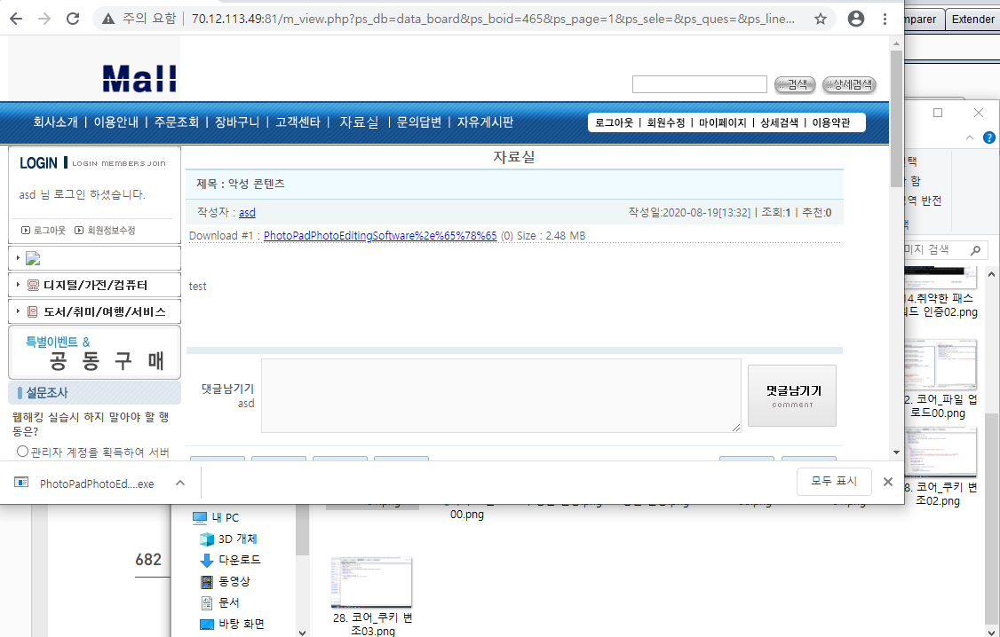 주의 요함 | 70.12.113.49:81/m_view.php?ps_db=data_board&ps_boid=465&ps_page=1&ps_sele=&ps_ques=&ps_line...
mparer
Extender
Mall
검색
상세검색
회사소개 | 이용안내 | 주문조회 | 장바구니 | 고객센타 | 자료실 | 문의답변 | 자유게시판
로그아웃 | 회원수정 | 마이페이지 | 상세검색 | 이용약관
LOGIN LOGIN MEMBERS JOIN
asd 님 로그인 하셨습니다.
로그아웃 회원정보수정
디지털/가전/컴퓨터
도서/취미/여행/서비스
특별이벤트 &
공동구매
설문조사
웹해킹 실습시 하지 말아야 할 행
동은?
관리자 계정을 획득하여 서버
자료실
제목 : 악성 콘텐츠
작성자 : asd
작성일:2020-08-19[13:32] | 조회:1 | 추천:0
Download #1 : PhotoPadPhotoEditingSoftware%2e%65%78%65 (0) Size : 2.48 MB
test
댓글남기기
asd
댓글남기기
COMMENT
PhotoPadPhotoEd....exe
모두 표시
택
함
역 반전
미지 검색
14.취약한 패스
워드 인증02.png
2. 코어_파일 업
로드00.png
8. 코어_쿠키 변
조02.png
00.png
682
내 PC
3D 개체
다운로드
동영상
문서
바탕 화면
28. 코어_쿠키 변
조03.png